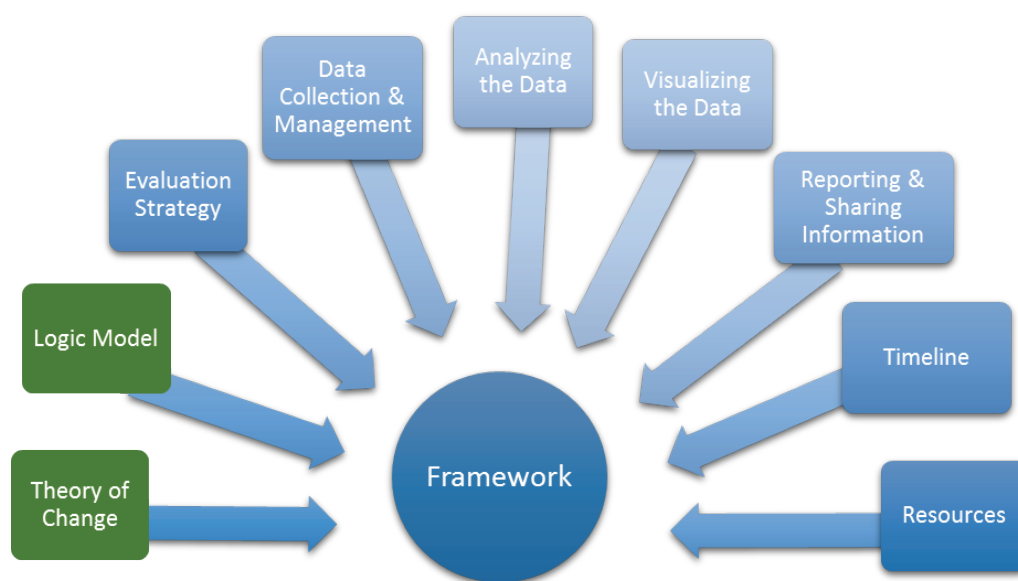 Theory of
Change
Logic Model
Evaluation
Strategy
Data
Collection &
Management
Analyzing
the Data
Visualizing
the Data
Reporting &
Sharing
Information
Timeline
Resources
Framework